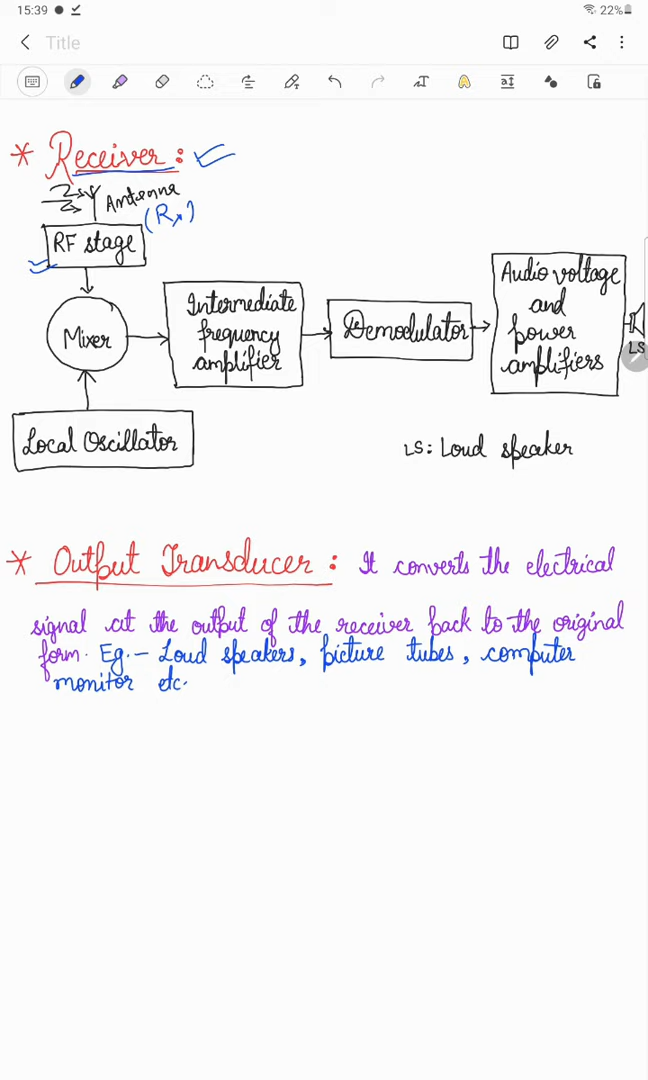 15:39
22%
Title
* Receiver :
Antenna
(Rx)
RF stage
Mixer
Intermediate
frequency
amplifier
Demodulator
Audio voltage
and
power
amplifiers
LS
Local Oscillator
LS: Loud speaker
* Output Transducer : It converts the electrical
signal at the output of the receiver back to the original
form. Eg.- Loud speakers, picture tubes, computer
monitor etc.